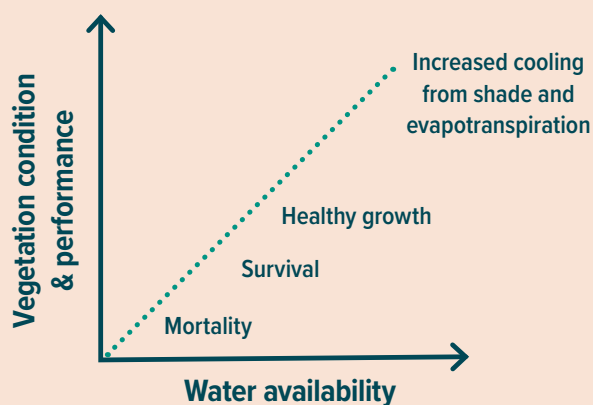 Vegetation condition
& performance
Increased cooling
from shade and
evapotranspiration
Healthy growth
Survival
Mortality
Water availability